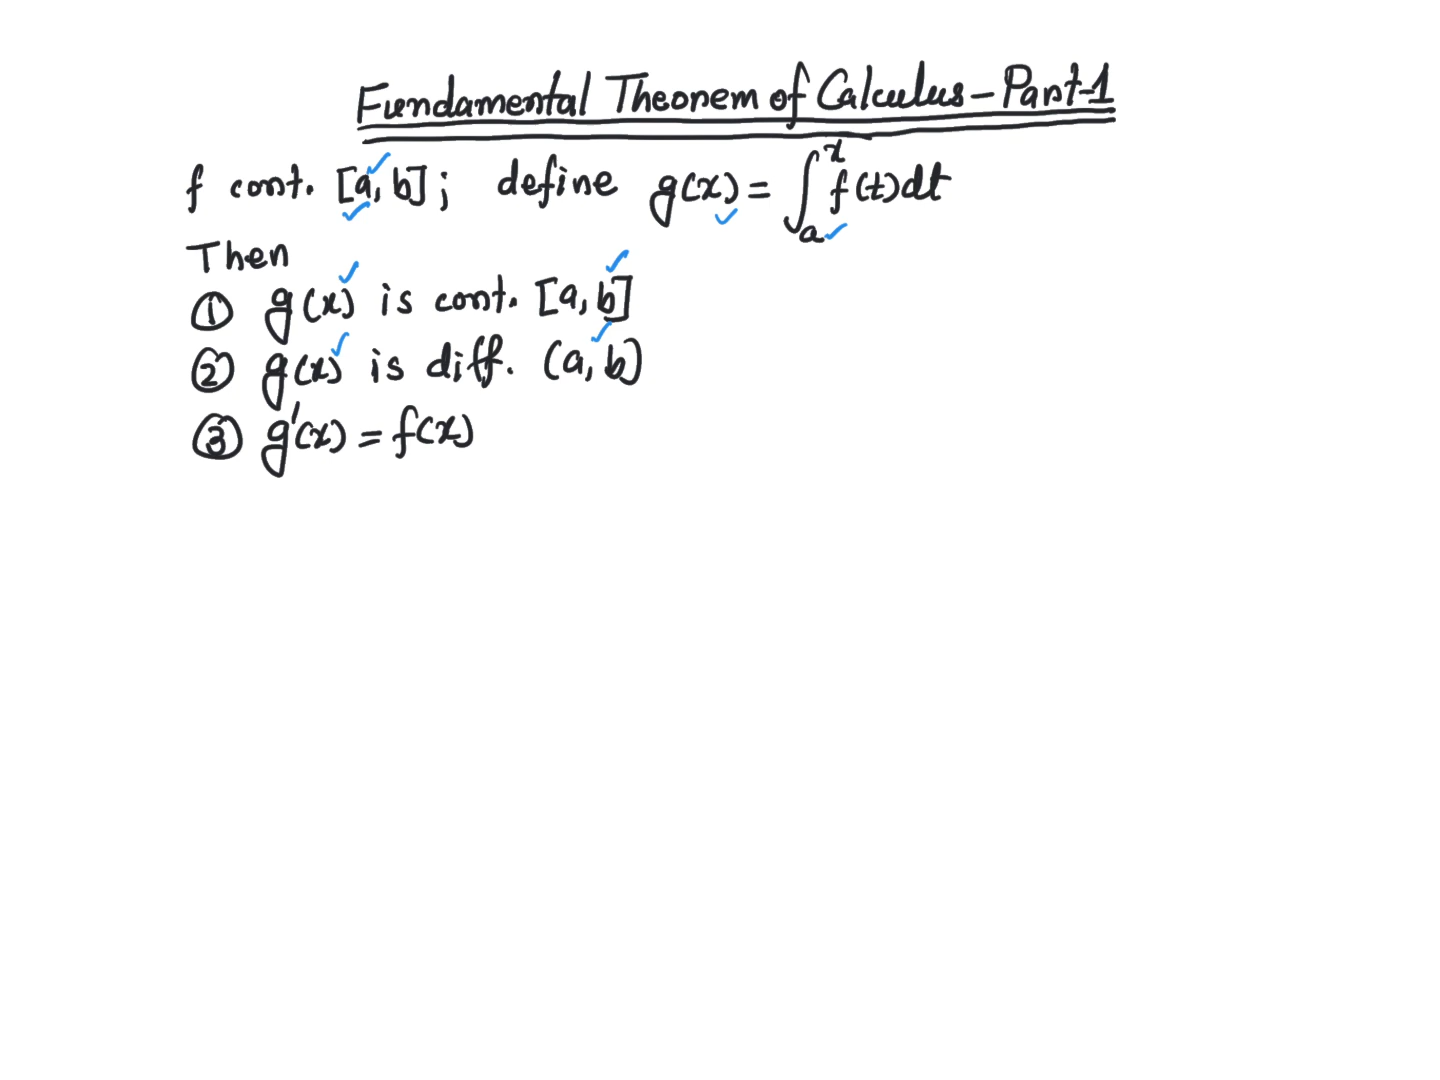 Fundamental Theorem of Calculus - Part-1
f cont. [a, b]; define g(x) = ∫_a^x f(t)dt
Then
① g(x) is cont. [a, b]
② g(x) is diff. (a, b)
③ g'(x) = f(x)